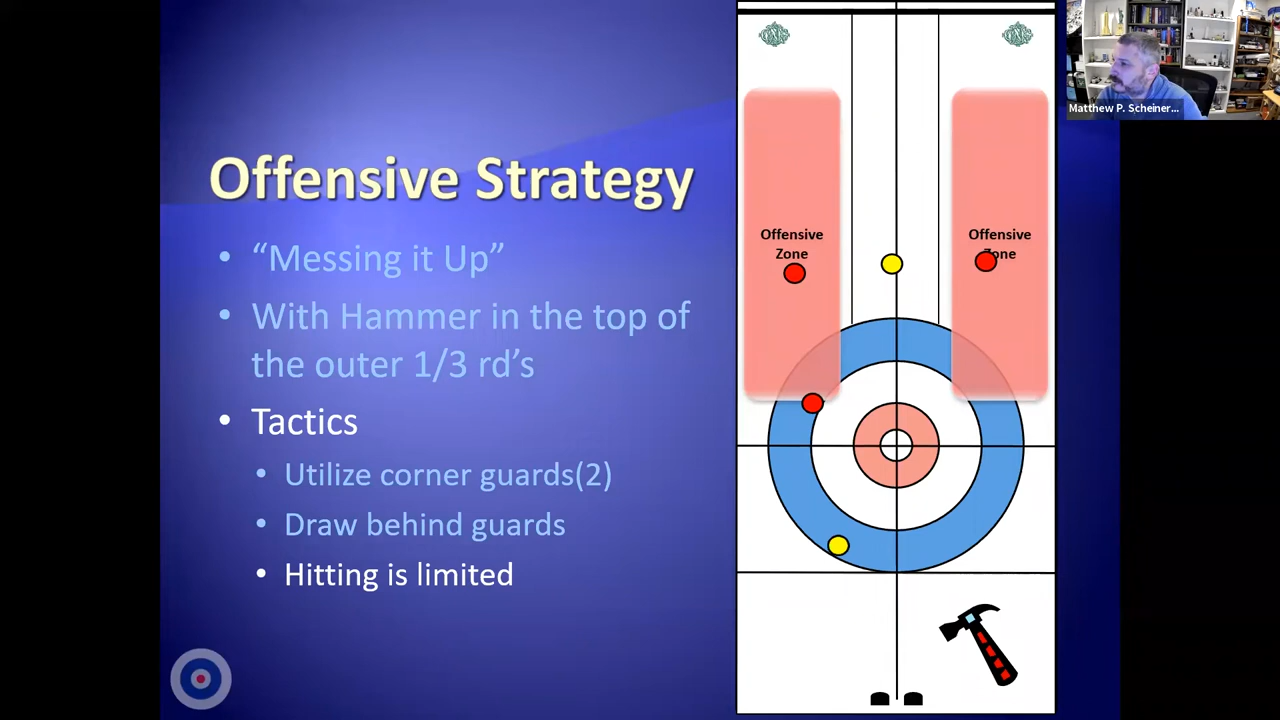 Matthew P. Scheiner...
Offensive Strategy
• "Messing it Up"
• With Hammer in the top of
the outer 1/3 rd's
• Tactics
• Utilize corner guards(2)
• Draw behind guards
• Hitting is limited
Offensive
Zone
Offensive
Zone